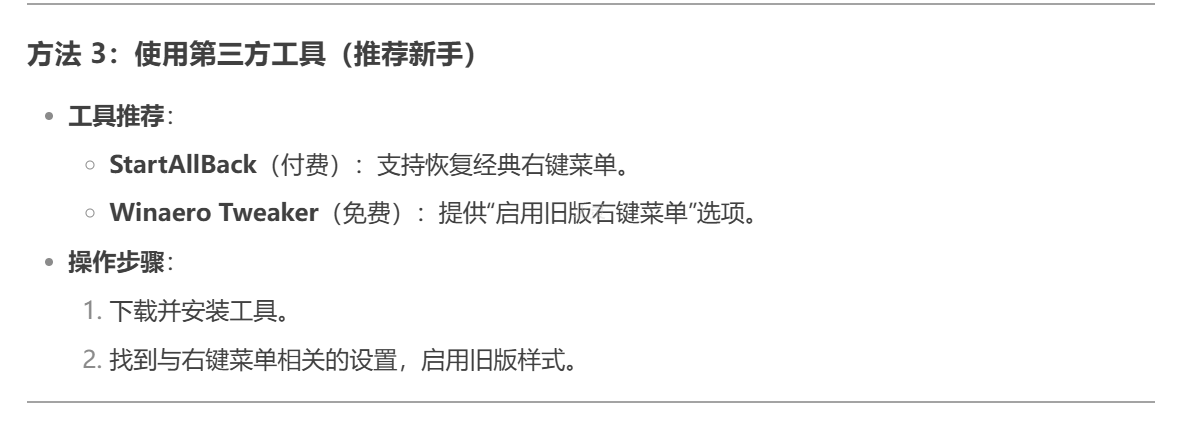 方法 3：使用第三方工具（推荐新手）
工具推荐：
StartAllBack（付费）：支持恢复经典右键菜单。
Winaero Tweaker（免费）：提供“启用旧版右键菜单”选项。
操作步骤：
1. 下载并安装工具。
2. 找到与右键菜单相关的设置，启用旧版样式。